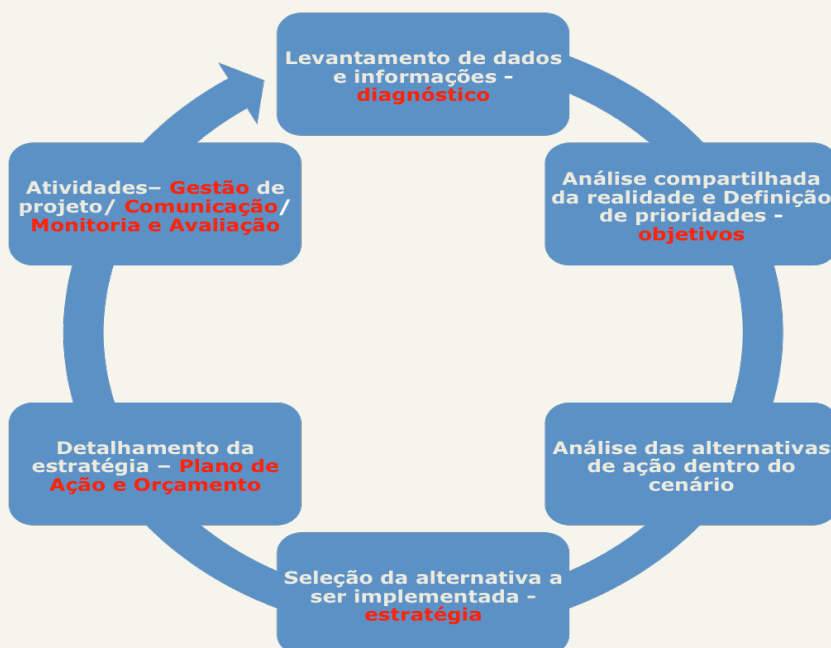 Levantamento de dados
e informações -
diagnóstico
Análise compartilhada
da realidade e Definição
de prioridades -
objetivos
Análise das alternativas
de ação dentro do
cenário
Seleção da alternativa a
ser implementada -
estratégia
Detalhamento da
estratégia – Plano de
Ação e Orçamento
Atividades– Gestão de
projeto/ Comunicação/
Monitoria e Avaliação